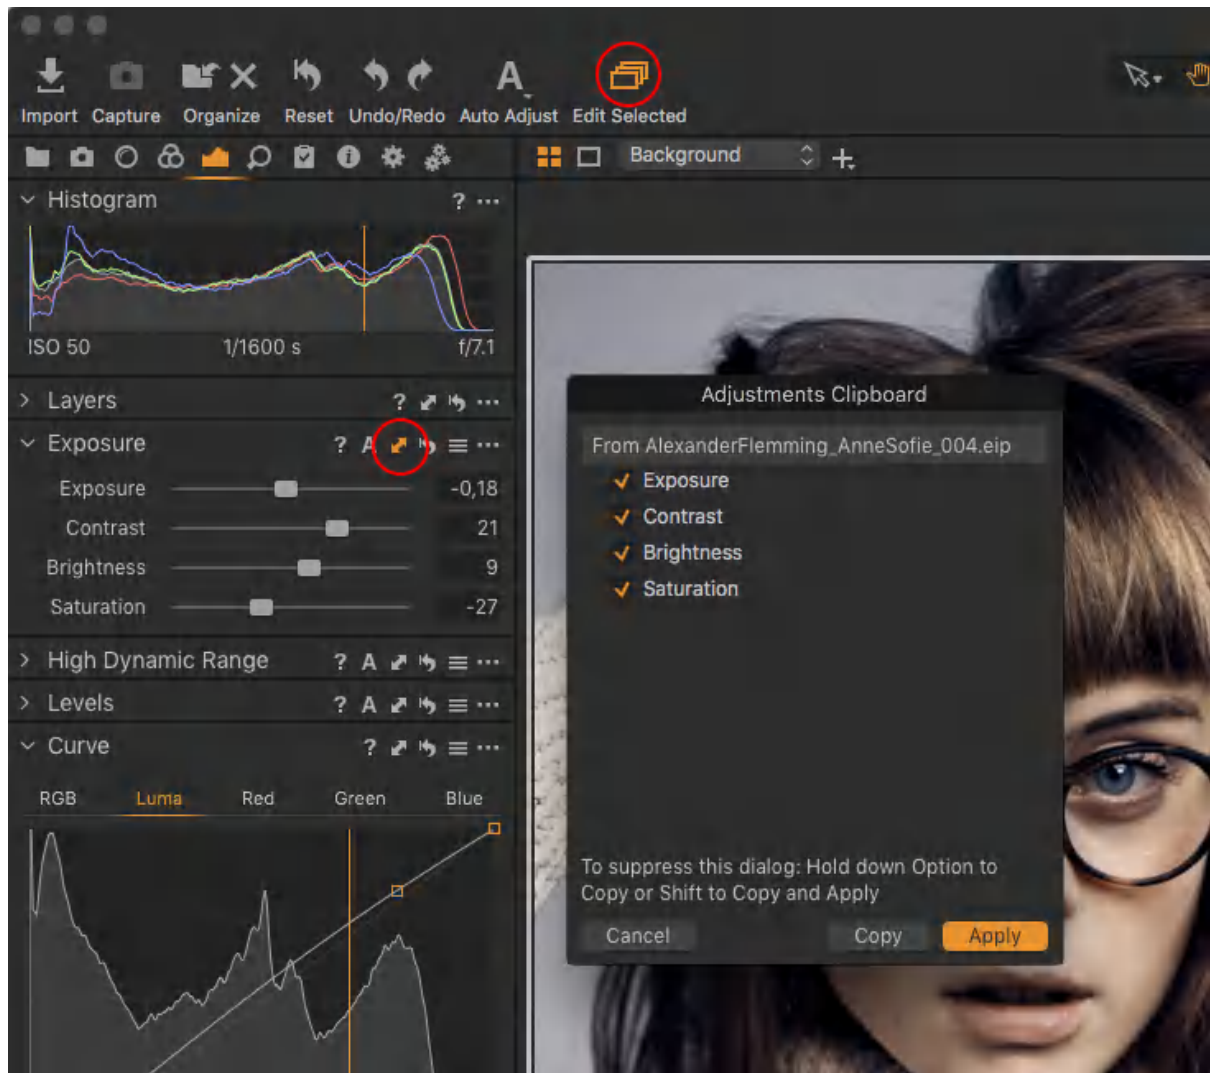 Import Capture Organize Reset Undo/Redo Auto Adjust Edit Selected
Background
Histogram ?
ISO 50 1/1600 s f/7.1
Layers ?
Exposure ? A
Exposure -0,18
Contrast 21
Brightness 9
Saturation -27
High Dynamic Range ? A
Levels ? A
Curve ?
RGB Luma Red Green Blue
Adjustments Clipboard
From AlexanderFlemming_AnneSofie_004.eip
Exposure
Contrast
Brightness
Saturation
To suppress this dialog: Hold down Option to
Copy or Shift to Copy and Apply
Cancel Copy Apply